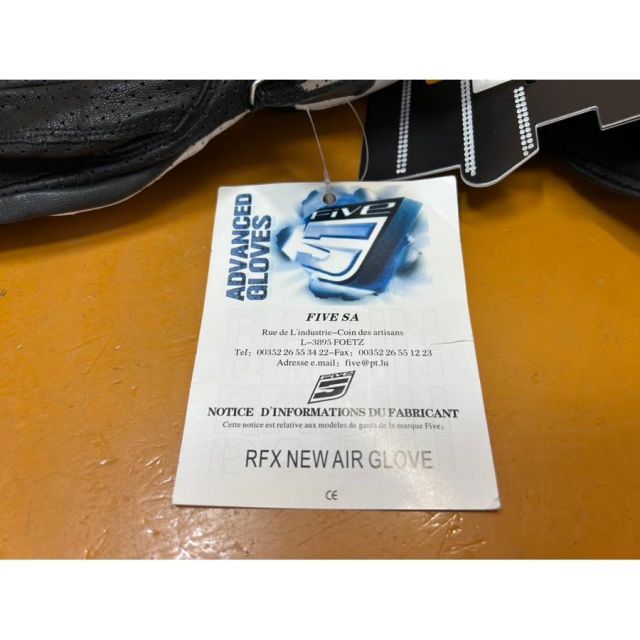 FIVE
ADVANCED
GLOVES
FIVE SA
Rue de L'industrie-Coin des artisans
L-3895 FOETZ
Tel: 00352 26 55 34 22-Fax: 00352 26 55 12 23
Adresse e.mail: five@pt.lu
FIVE
5
NOTICE D'INFORMATIONS DU FABRICANT
Cette notice est relative aux modèles de gants de la marque Five:
RFX NEW AIR GLOVE
CE